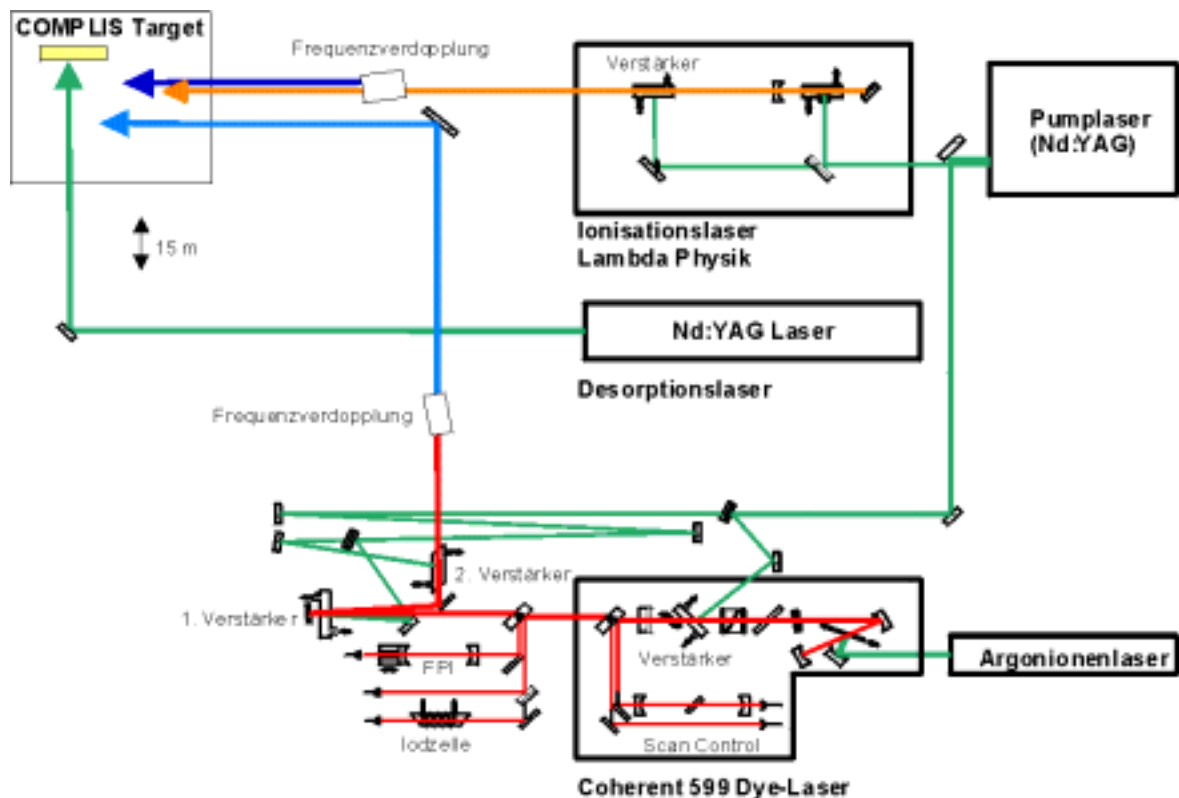 COMPLIS Target
Frequenzverdopplung
Verstärker
Pumplaser
(Nd:YAG)
Ionisationslaser
Lambda Physik
15 m
Nd:YAG Laser
Desorptionslaser
Frequenzverdopplung
2. Verstärker
1. Verstärker
FPI
Verstärker
Argonionenlaser
Iodzelle
Scan Control
Coherent 599 Dye-Laser